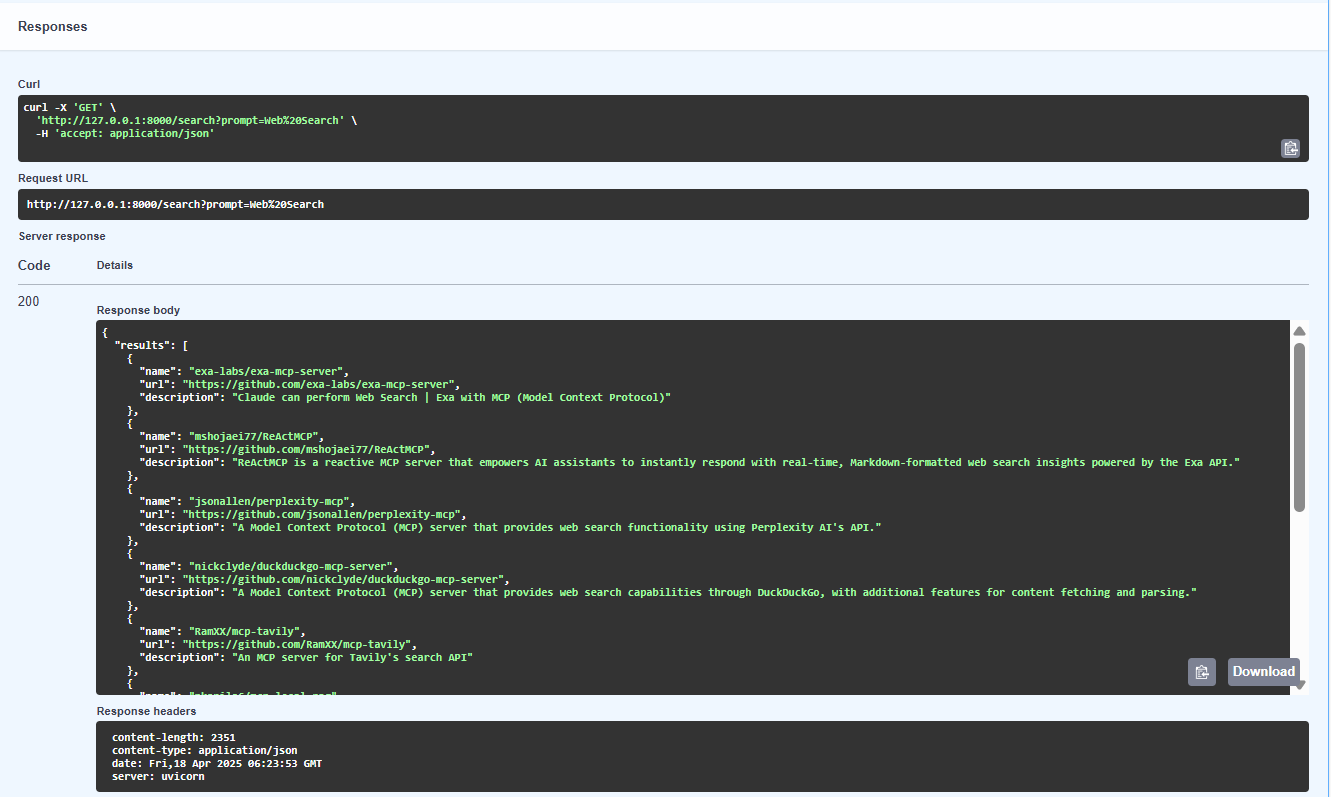 Responses
Curl
curl -X 'GET' \
  'http://127.0.0.1:8000/search?prompt=Web%20Search' \
  -H 'accept: application/json'
Request URL
http://127.0.0.1:8000/search?prompt=Web%20Search
Server response
Code Details
200
Response body
{
  "results": [
    {
      "name": "exa-labs/exa-mcp-server",
      "url": "https://github.com/exa-labs/exa-mcp-server",
      "description": "Claude can perform Web Search | Exa with MCP (Model Context Protocol)"
    },
    {
      "name": "mshojaei77/ReActMCP",
      "url": "https://github.com/mshojaei77/ReActMCP",
      "description": "ReActMCP is a reactive MCP server that empowers AI assistants to instantly respond with real-time, Markdown-formatted web search insights powered by the Exa API."
    },
    {
      "name": "jsonallen/perplexity-mcp",
      "url": "https://github.com/jsonallen/perplexity-mcp",
      "description": "A Model Context Protocol (MCP) server that provides web search functionality using Perplexity AI's API."
    },
    {
      "name": "nickclyde/duckduckgo-mcp-server",
      "url": "https://github.com/nickclyde/duckduckgo-mcp-server",
      "description": "A Model Context Protocol (MCP) server that provides web search capabilities through DuckDuckGo, with additional features for content fetching and parsing."
    },
    {
      "name": "RamXX/mcp-tavily",
      "url": "https://github.com/RamXX/mcp-tavily",
      "description": "An MCP server for Tavily's search API"
    },
    {
Download
Response headers
content-length: 2351
content-type: application/json
date: Fri,18 Apr 2025 06:23:53 GMT
server: uvicorn